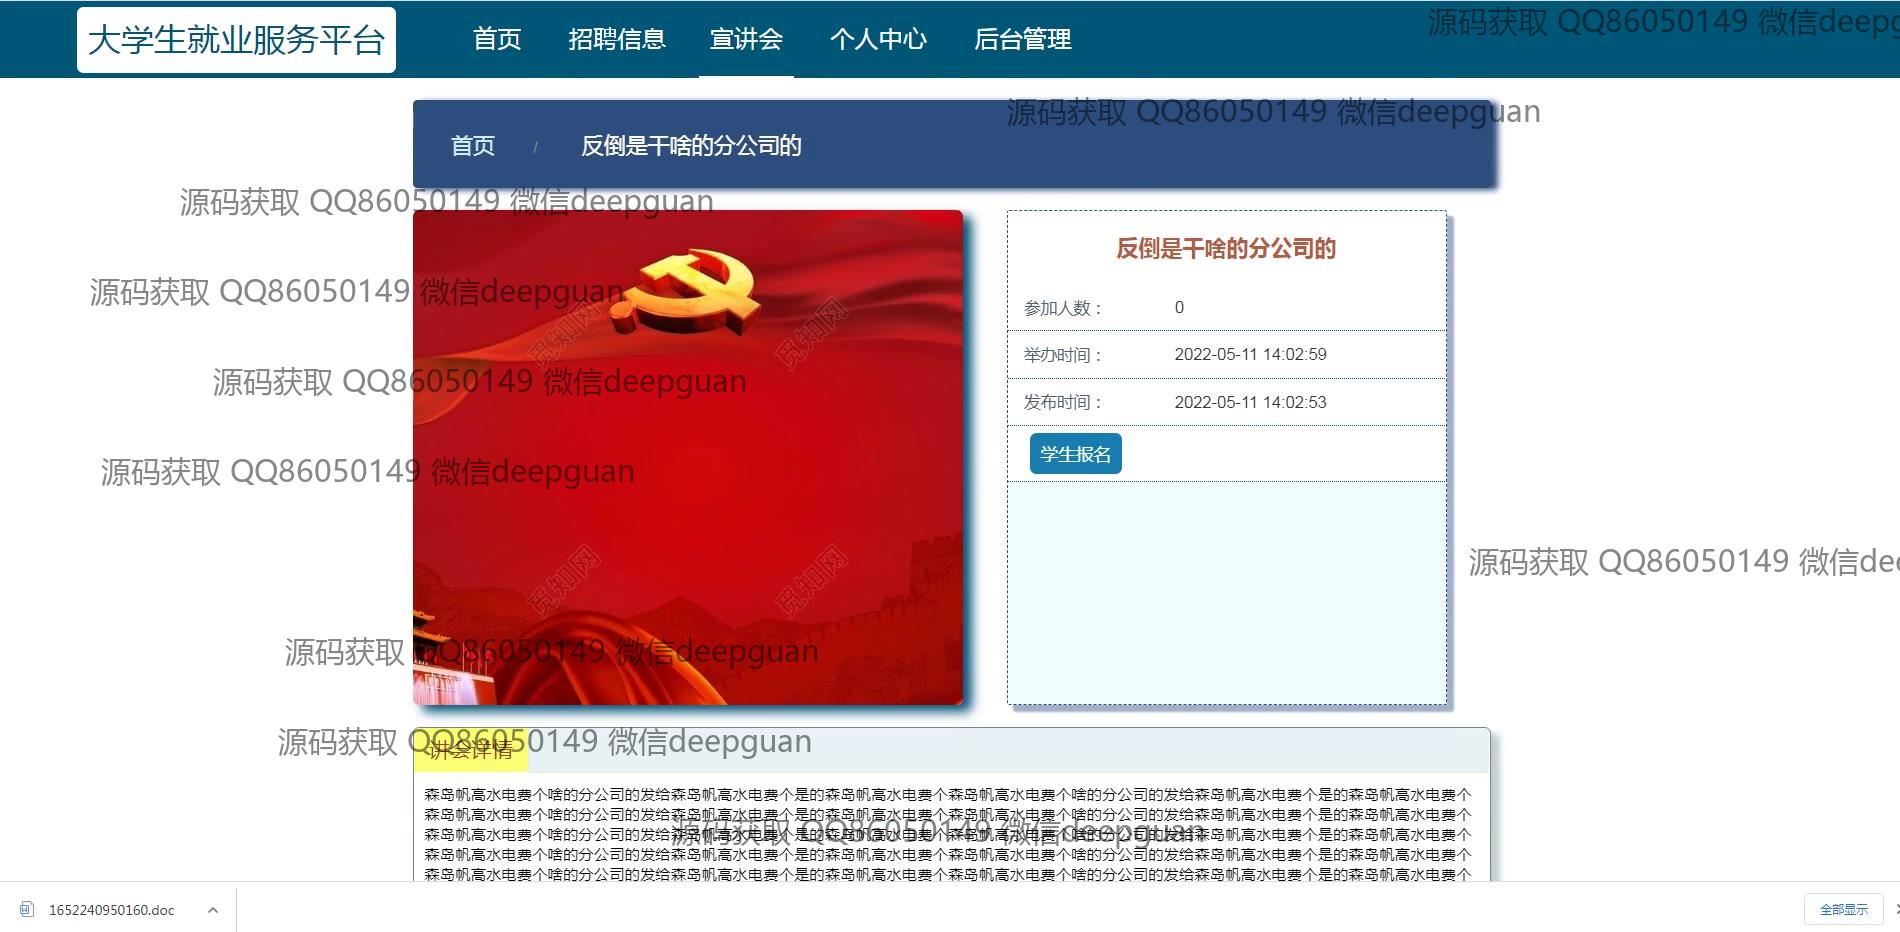 大学生就业服务平台 首页 招聘信息 宣讲会 个人中心 后台管理
源码获取 QQ86050149 微信deepg
源码获取 QQ86050149 微信deepguan
首页 / 反倒是干啥的分公司的
源码获取 QQ86050149 微信deepguan
反倒是干啥的分公司的
源码获取 QQ86050149 微信deepguan
觅知网 觅知网
参加人数： 0
举办时间： 2022-05-11 14:02:59
源码获取 QQ86050149 微信deepguan
发布时间： 2022-05-11 14:02:53
学生报名
源码获取 QQ86050149 微信deepguan
源码获取 QQ86050149 微信dee
觅知网 觅知网
源码获取 QQ86050149 微信deepguan
源码获取 QQ86050149 微信deepguan
讲会详情
森岛帆高水电费个啥的分公司的发给森岛帆高水电费个是的森岛帆高水电费个森岛帆高水电费个啥的分公司的发给森岛帆高水电费个是的森岛帆高水电费个
森岛帆高水电费个啥的分公司的发给森岛帆高水电费个是的森岛帆高水电费个森岛帆高水电费个啥的分公司的发给森岛帆高水电费个是的森岛帆高水电费个
源码获取 QQ86050149 微信deepguan
森岛帆高水电费个啥的分公司的发给森岛帆高水电费个是的森岛帆高水电费个森岛帆高水电费个啥的分公司的发给森岛帆高水电费个是的森岛帆高水电费个
森岛帆高水电费个啥的分公司的发给森岛帆高水电费个是的森岛帆高水电费个森岛帆高水电费个啥的分公司的发给森岛帆高水电费个是的森岛帆高水电费个
森岛帆高水电费个啥的分公司的发给森岛帆高水电费个是的森岛帆高水电费个森岛帆高水电费个啥的分公司的发给森岛帆高水电费个是的森岛帆高水电费个
1652240950160.doc 全部显示